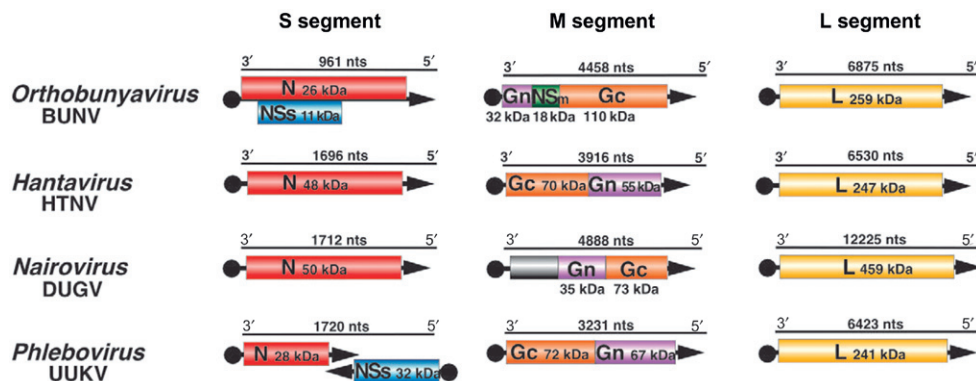 S segment M segment L segment
3′ 961 nts 5′ 3′ 4458 nts 5′ 3′ 6875 nts 5′
Orthobunyavirus
BUNV
N 26 kDa
NSs 11 kDa
Gn NSm Gc
32 kDa 18 kDa 110 kDa
L 259 kDa
3′ 1696 nts 5′ 3′ 3916 nts 5′ 3′ 6530 nts 5′
Hantavirus
HTNV
N 48 kDa
Gc 70 kDa Gn 55 kDa
L 247 kDa
3′ 1712 nts 5′ 3′ 4888 nts 5′ 3′ 12225 nts 5′
Nairovirus
DUGV
N 50 kDa
Gn Gc
35 kDa 73 kDa
L 459 kDa
3′ 1720 nts 5′ 3′ 3231 nts 5′ 3′ 6423 nts 5′
Phlebovirus
UUKV
N 28 kDa
NSs 32 kDa
Gc 72 kDa Gn 67 kDa
L 241 kDa